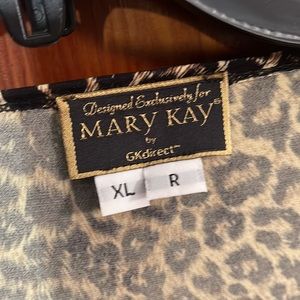 Designed Exclusively for
MARY KAY®
by
GKdirect™
XL R